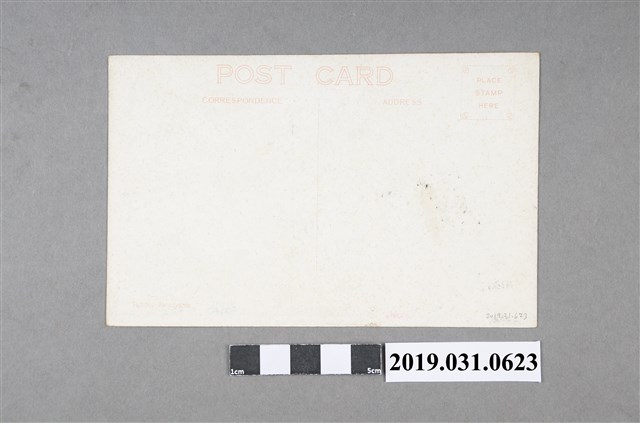 POST CARD
CORRESPONDENCE
ADDRESS
PLACE
STAMP
HERE
1cm
5cm
2019.031.0623